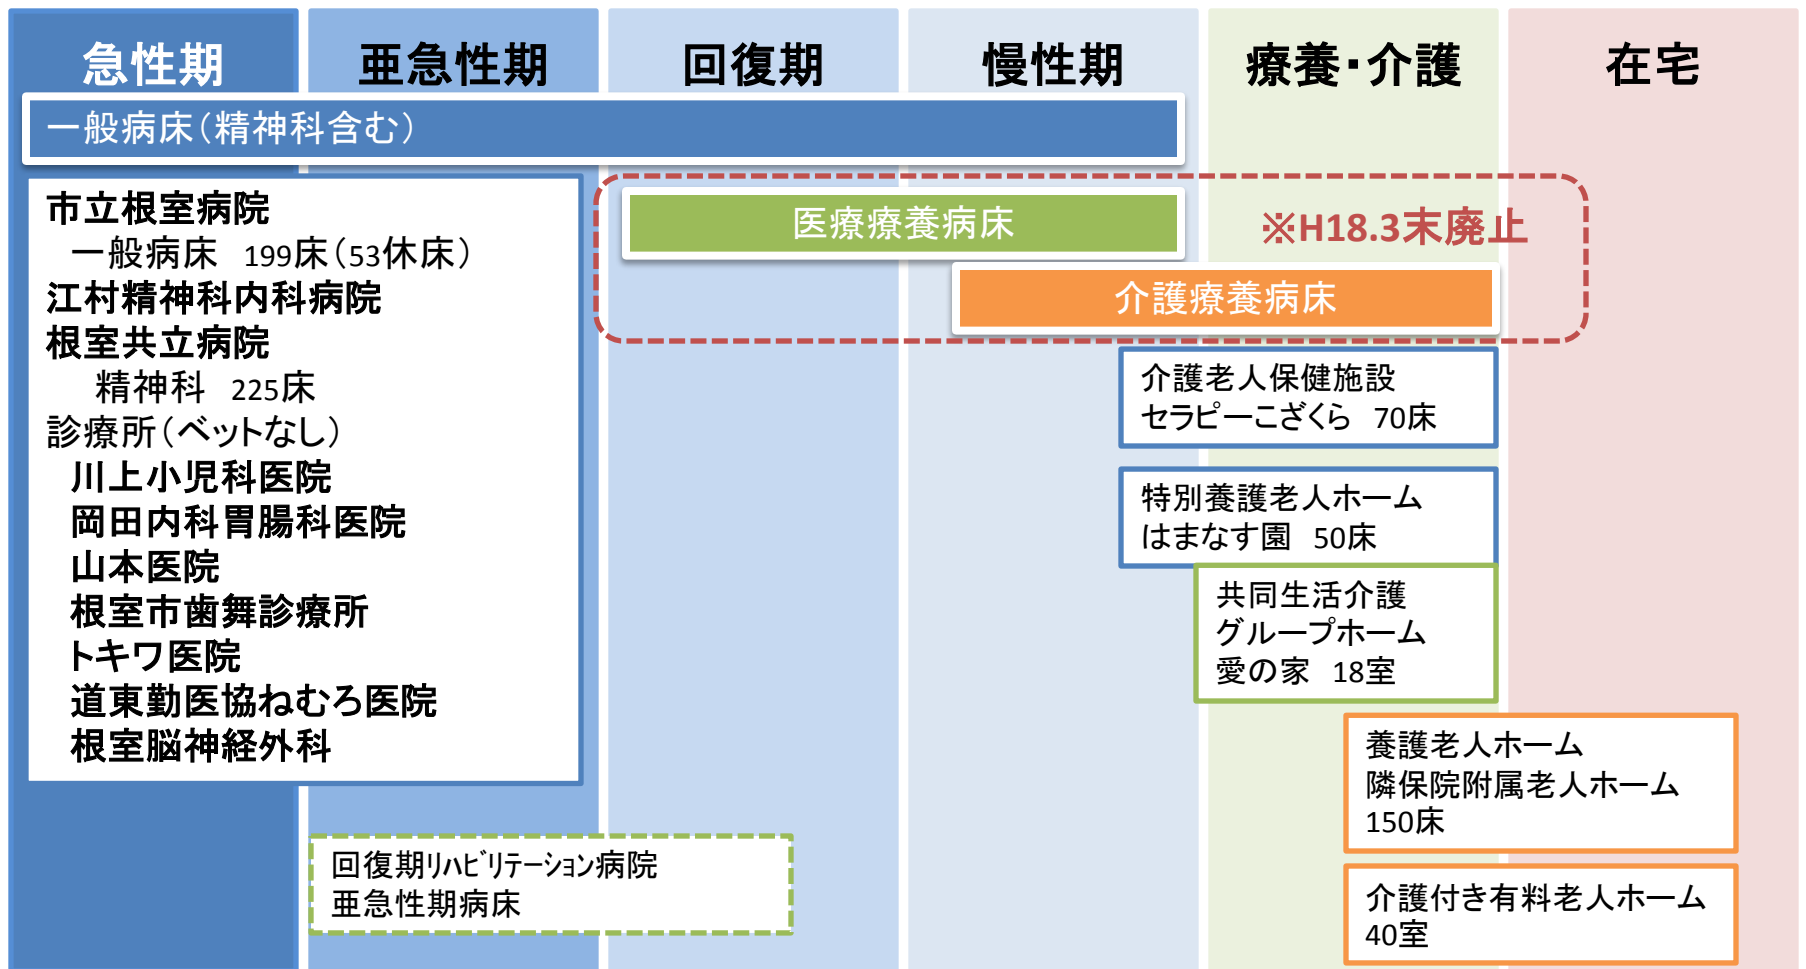 急性期
亜急性期
回復期
慢性期
療養・介護
在宅
一般病床（精神科含む）
市立根室病院
一般病床　199床（53休床）
江村精神科内科病院
根室共立病院
精神科　225床
診療所（ベットなし）
川上小児科医院
岡田内科胃腸科医院
山本医院
根室市歯舞診療所
トキワ医院
道東勤医協ねむろ医院
根室脳神経外科
医療療養病床
※H18.3末廃止
介護療養病床
介護老人保健施設
セラピーこざくら　70床
特別養護老人ホーム
はまなす園　50床
共同生活介護
グループホーム
愛の家　18室
養護老人ホーム
隣保院附属老人ホーム
150床
介護付き有料老人ホーム
40室
回復期ﾘﾊﾋﾞﾘﾃｰｼｮﾝ病院
亜急性期病床